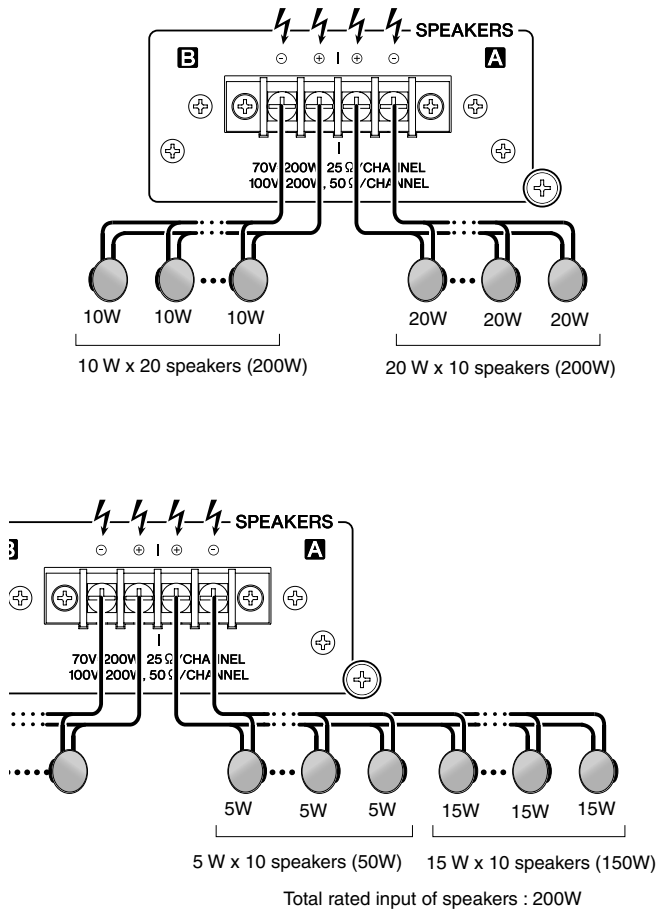 SPEAKERS
B ⊖ ⊕ I ⊕ ⊖ A
I
70V 200W, 25 Ω/CHANNEL
100V 200W, 50 Ω/CHANNEL
10W 10W 10W 20W 20W 20W
10 W x 20 speakers (200W) 20 W x 10 speakers (200W)
SPEAKERS
B ⊖ ⊕ I ⊕ ⊖ A
I
70V 200W, 25 Ω/CHANNEL
100V 200W, 50 Ω/CHANNEL
5W 5W 5W 15W 15W 15W
5 W x 10 speakers (50W) 15 W x 10 speakers (150W)
Total rated input of speakers : 200W